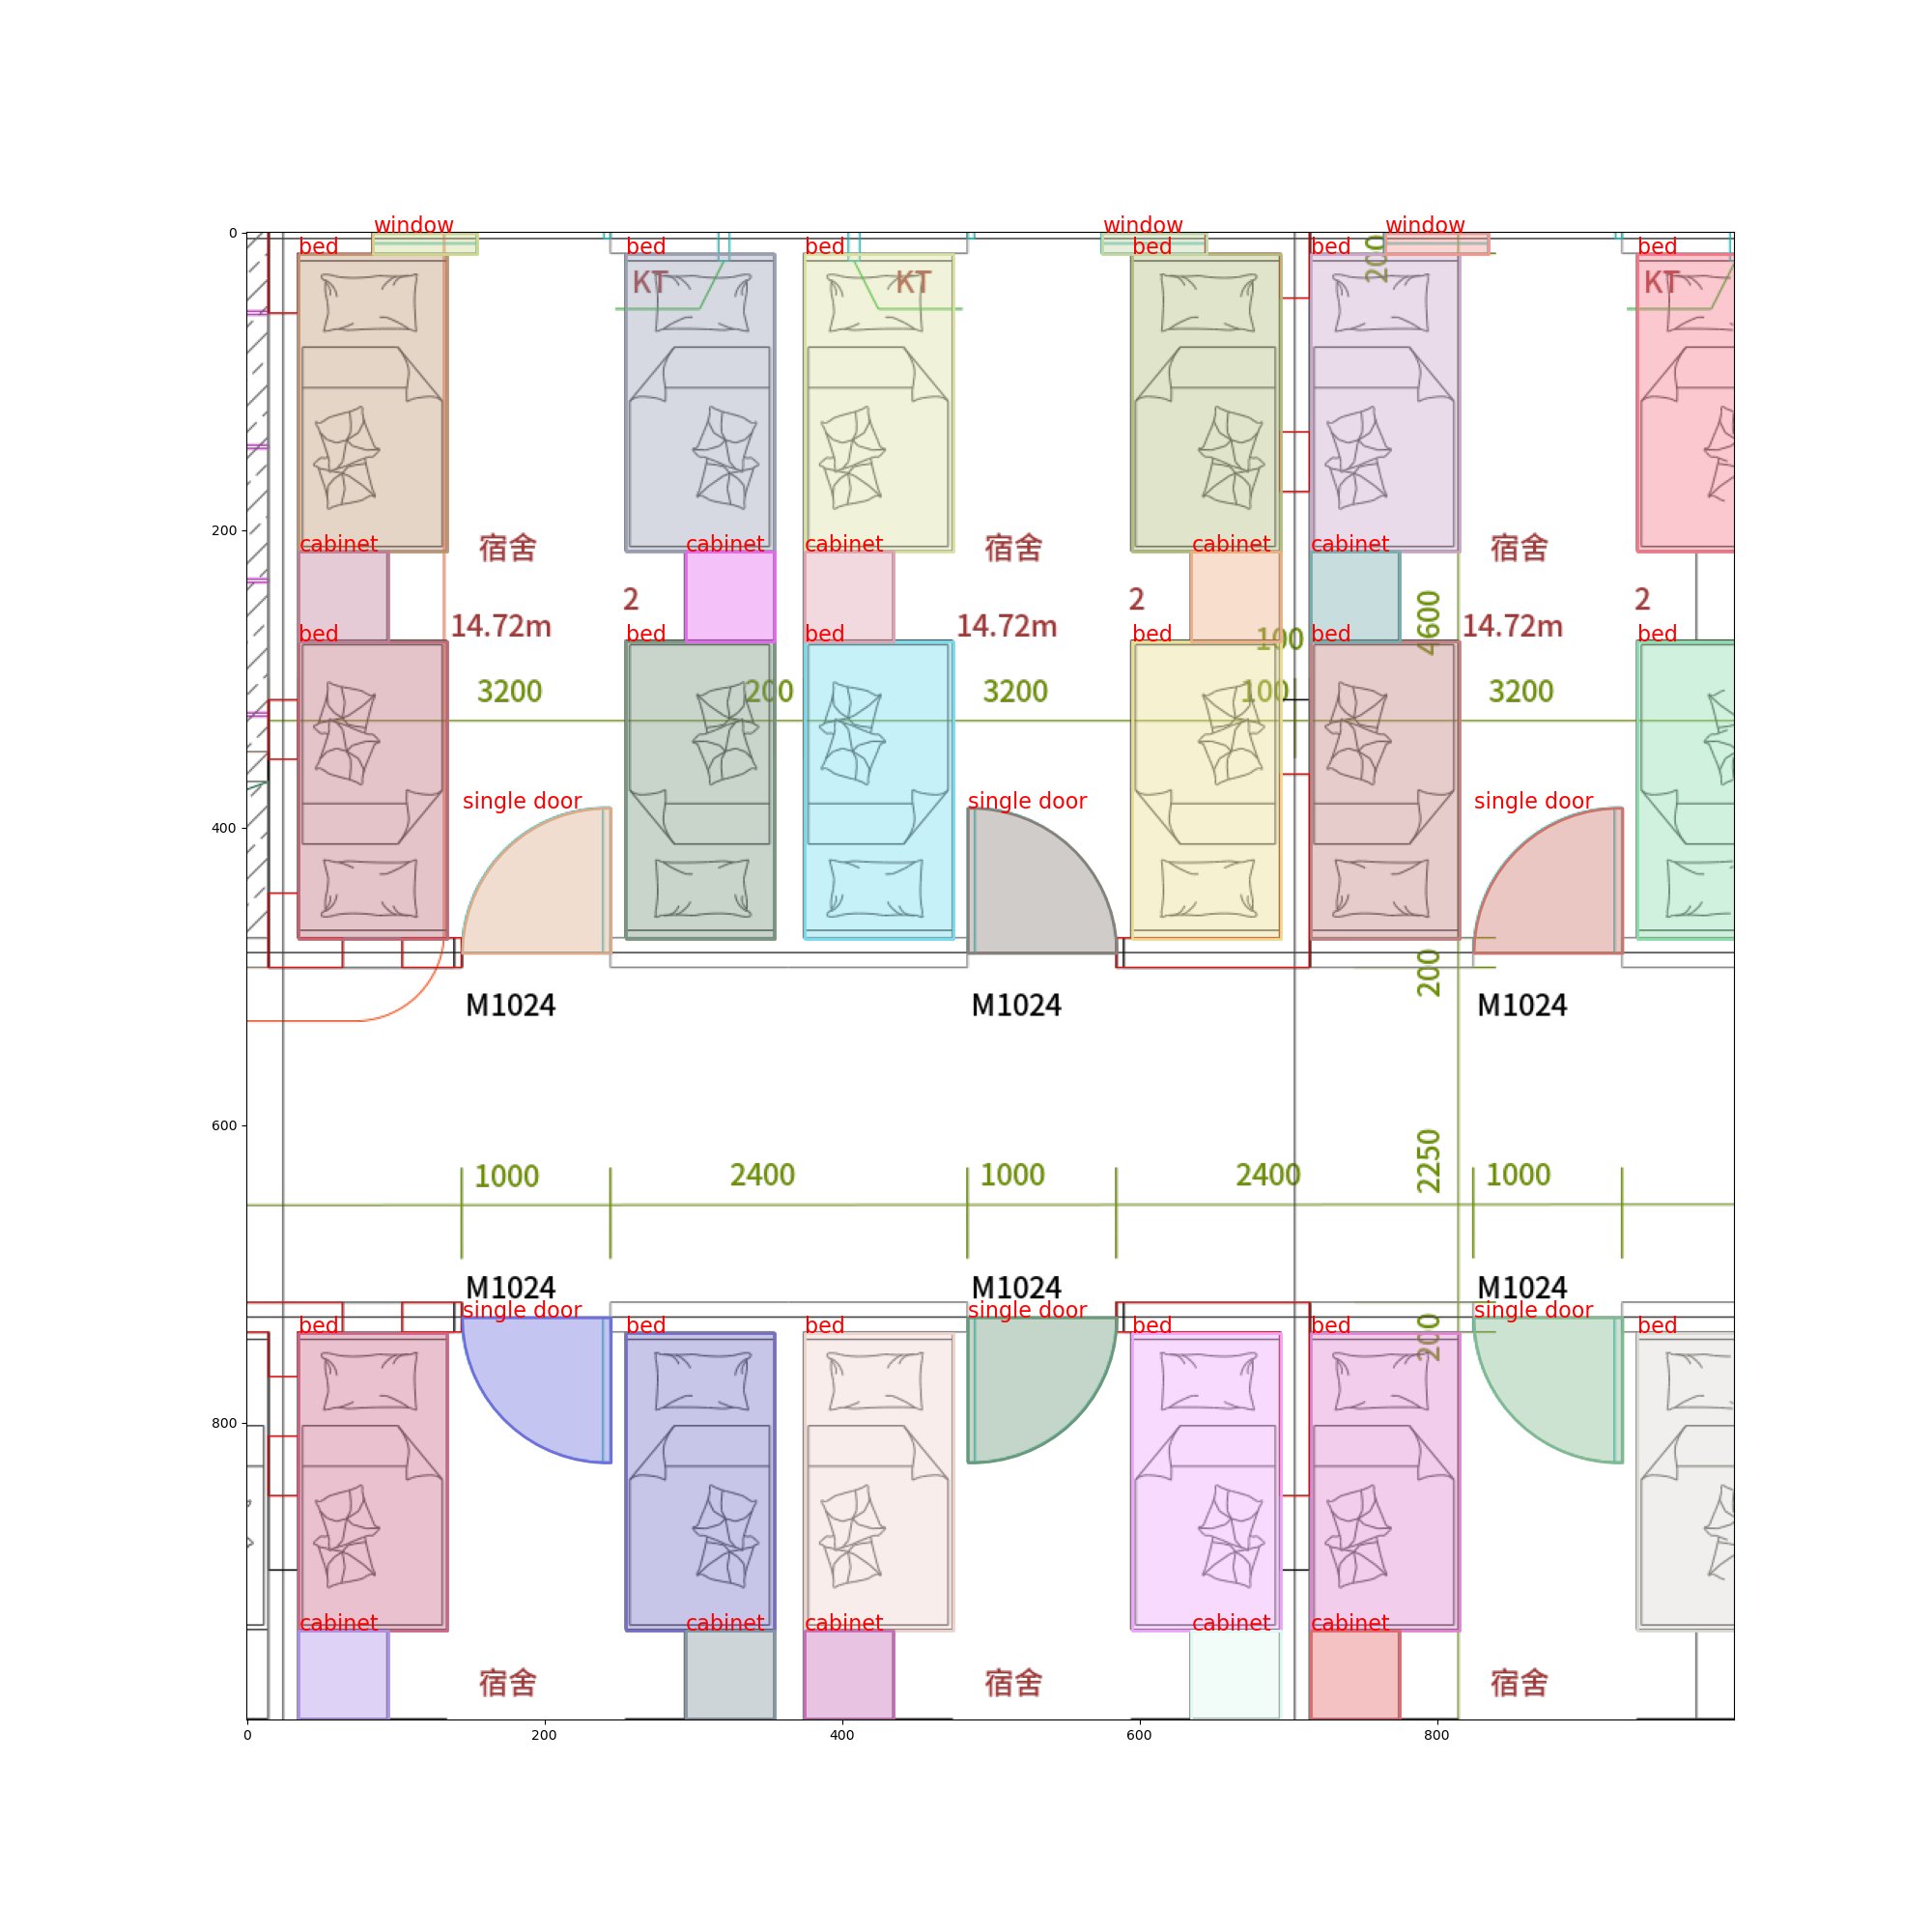 window window window
0
bed bed bed bed bed bed
KT KT 200 KT
200
宿舍 宿舍 宿舍
cabinet cabinet cabinet cabinet cabinet
2 2 4600 2
14.72m 14.72m 14.72m
bed bed bed bed 100 bed bed
3200 200 3200 100 3200
single door single door single door
400
200
M1024 M1024 M1024
600
1000 2400 1000 2400 2250 1000
M1024 M1024 M1024
single door single door single door
bed bed bed bed bed bed
200
800
cabinet cabinet cabinet cabinet cabinet
宿舍 宿舍 宿舍
0 200 400 600 800